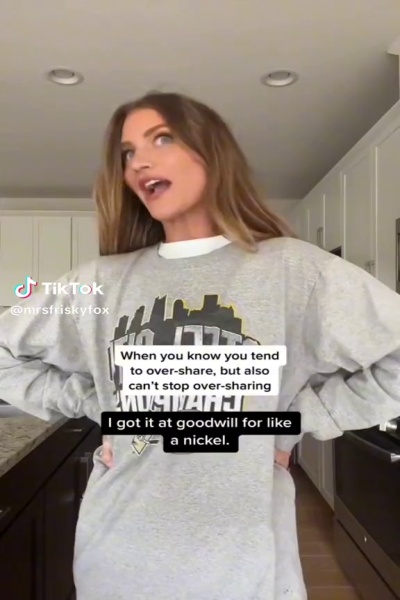 TikTok
@mrsfriskyfox
When you know you tend
to over-share, but also
can't stop over-sharing
I got it at goodwill for like
a nickel.